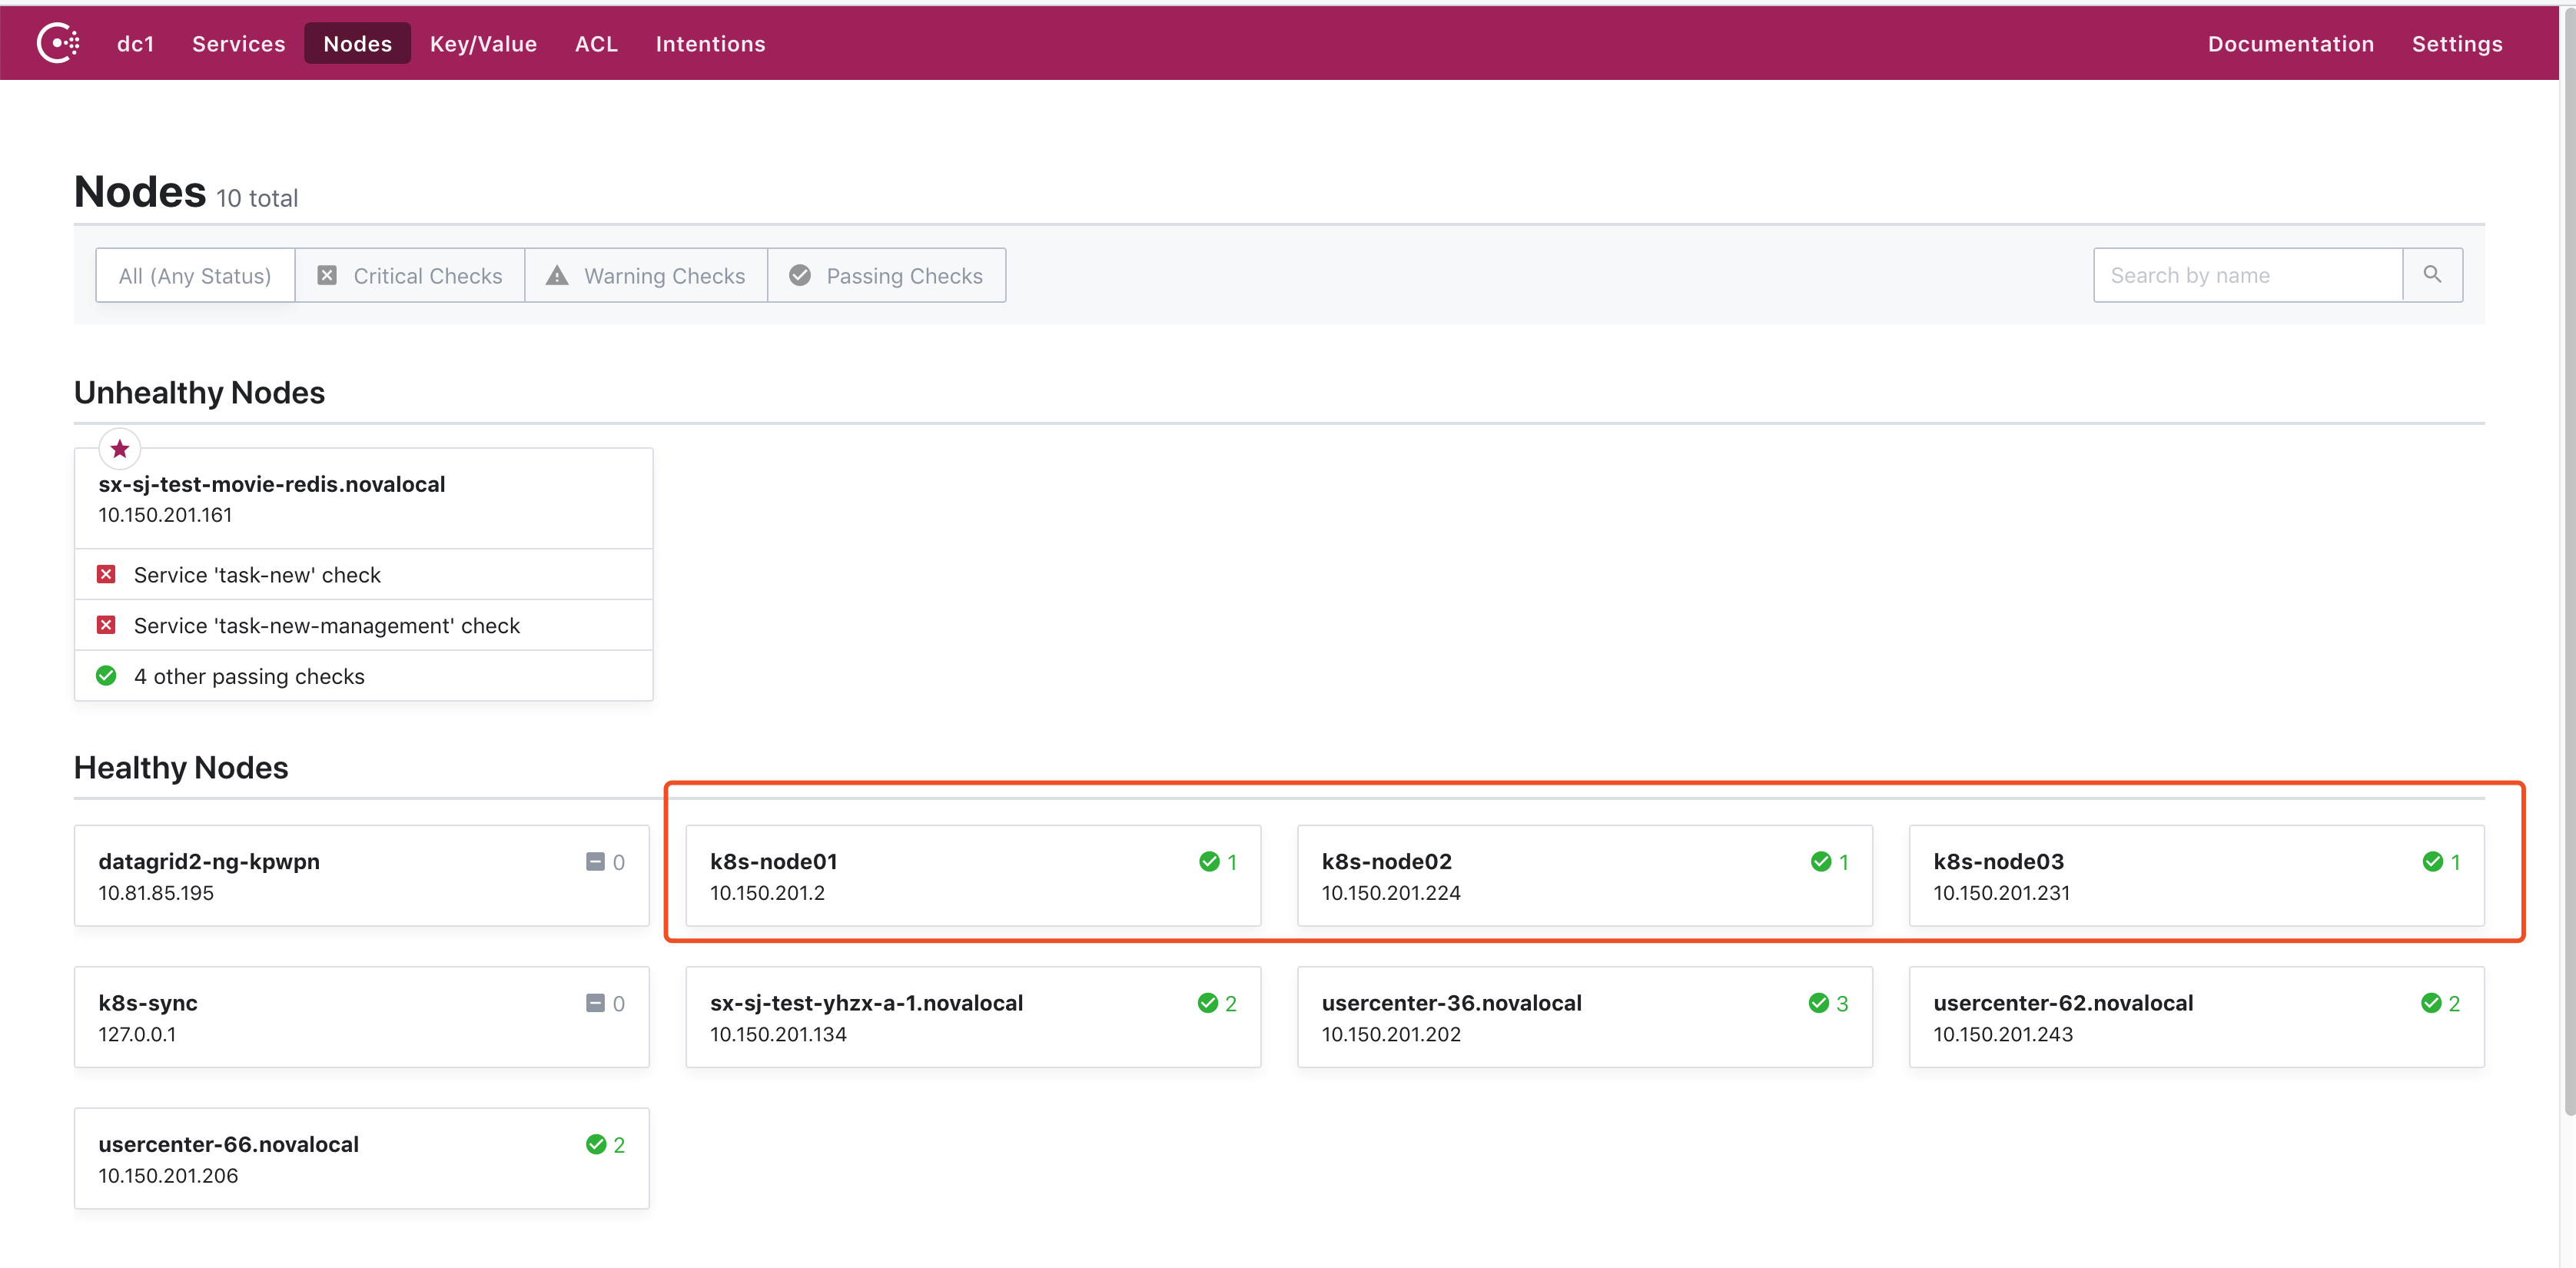 dc1 Services Nodes Key/Value ACL Intentions Documentation Settings
Nodes 10 total
All (Any Status) Critical Checks Warning Checks Passing Checks Search by name
Unhealthy Nodes
sx-sj-test-movie-redis.novalocal
10.150.201.161
Service 'task-new' check
Service 'task-new-management' check
4 other passing checks
Healthy Nodes
datagrid2-ng-kpwpn 0
10.81.85.195
k8s-node01 1
10.150.201.2
k8s-node02 1
10.150.201.224
k8s-node03 1
10.150.201.231
k8s-sync 0
127.0.0.1
sx-sj-test-yhzx-a-1.novalocal 2
10.150.201.134
usercenter-36.novalocal 3
10.150.201.202
usercenter-62.novalocal 2
10.150.201.243
usercenter-66.novalocal 2
10.150.201.206